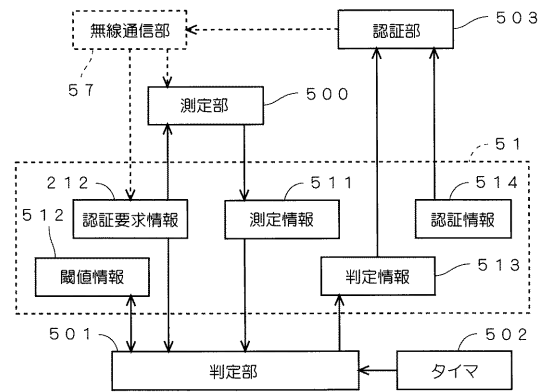 無線通信部
57
認証部
503
測定部
500
51
212
認証要求情報
511
測定情報
514
認証情報
512
閾値情報
判定情報
513
501
判定部
502
タイマ